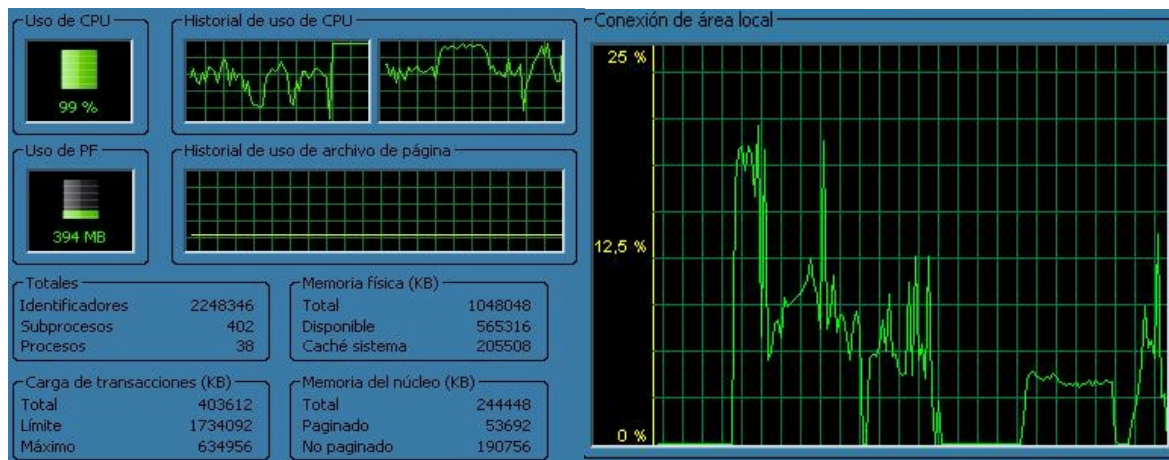 Uso de CPU
99 %
Historial de uso de CPU
Uso de PF
394 MB
Historial de uso de archivo de página
Totales
Identificadores 2248346
Subprocesos 402
Procesos 38
Memoria física (KB)
Total 1048048
Disponible 565316
Caché sistema 205508
Carga de transacciones (KB)
Total 403612
Límite 1734092
Máximo 634956
Memoria del núcleo (KB)
Total 244448
Paginado 53692
No paginado 190756
Conexión de área local
25 %
12,5 %
0 %